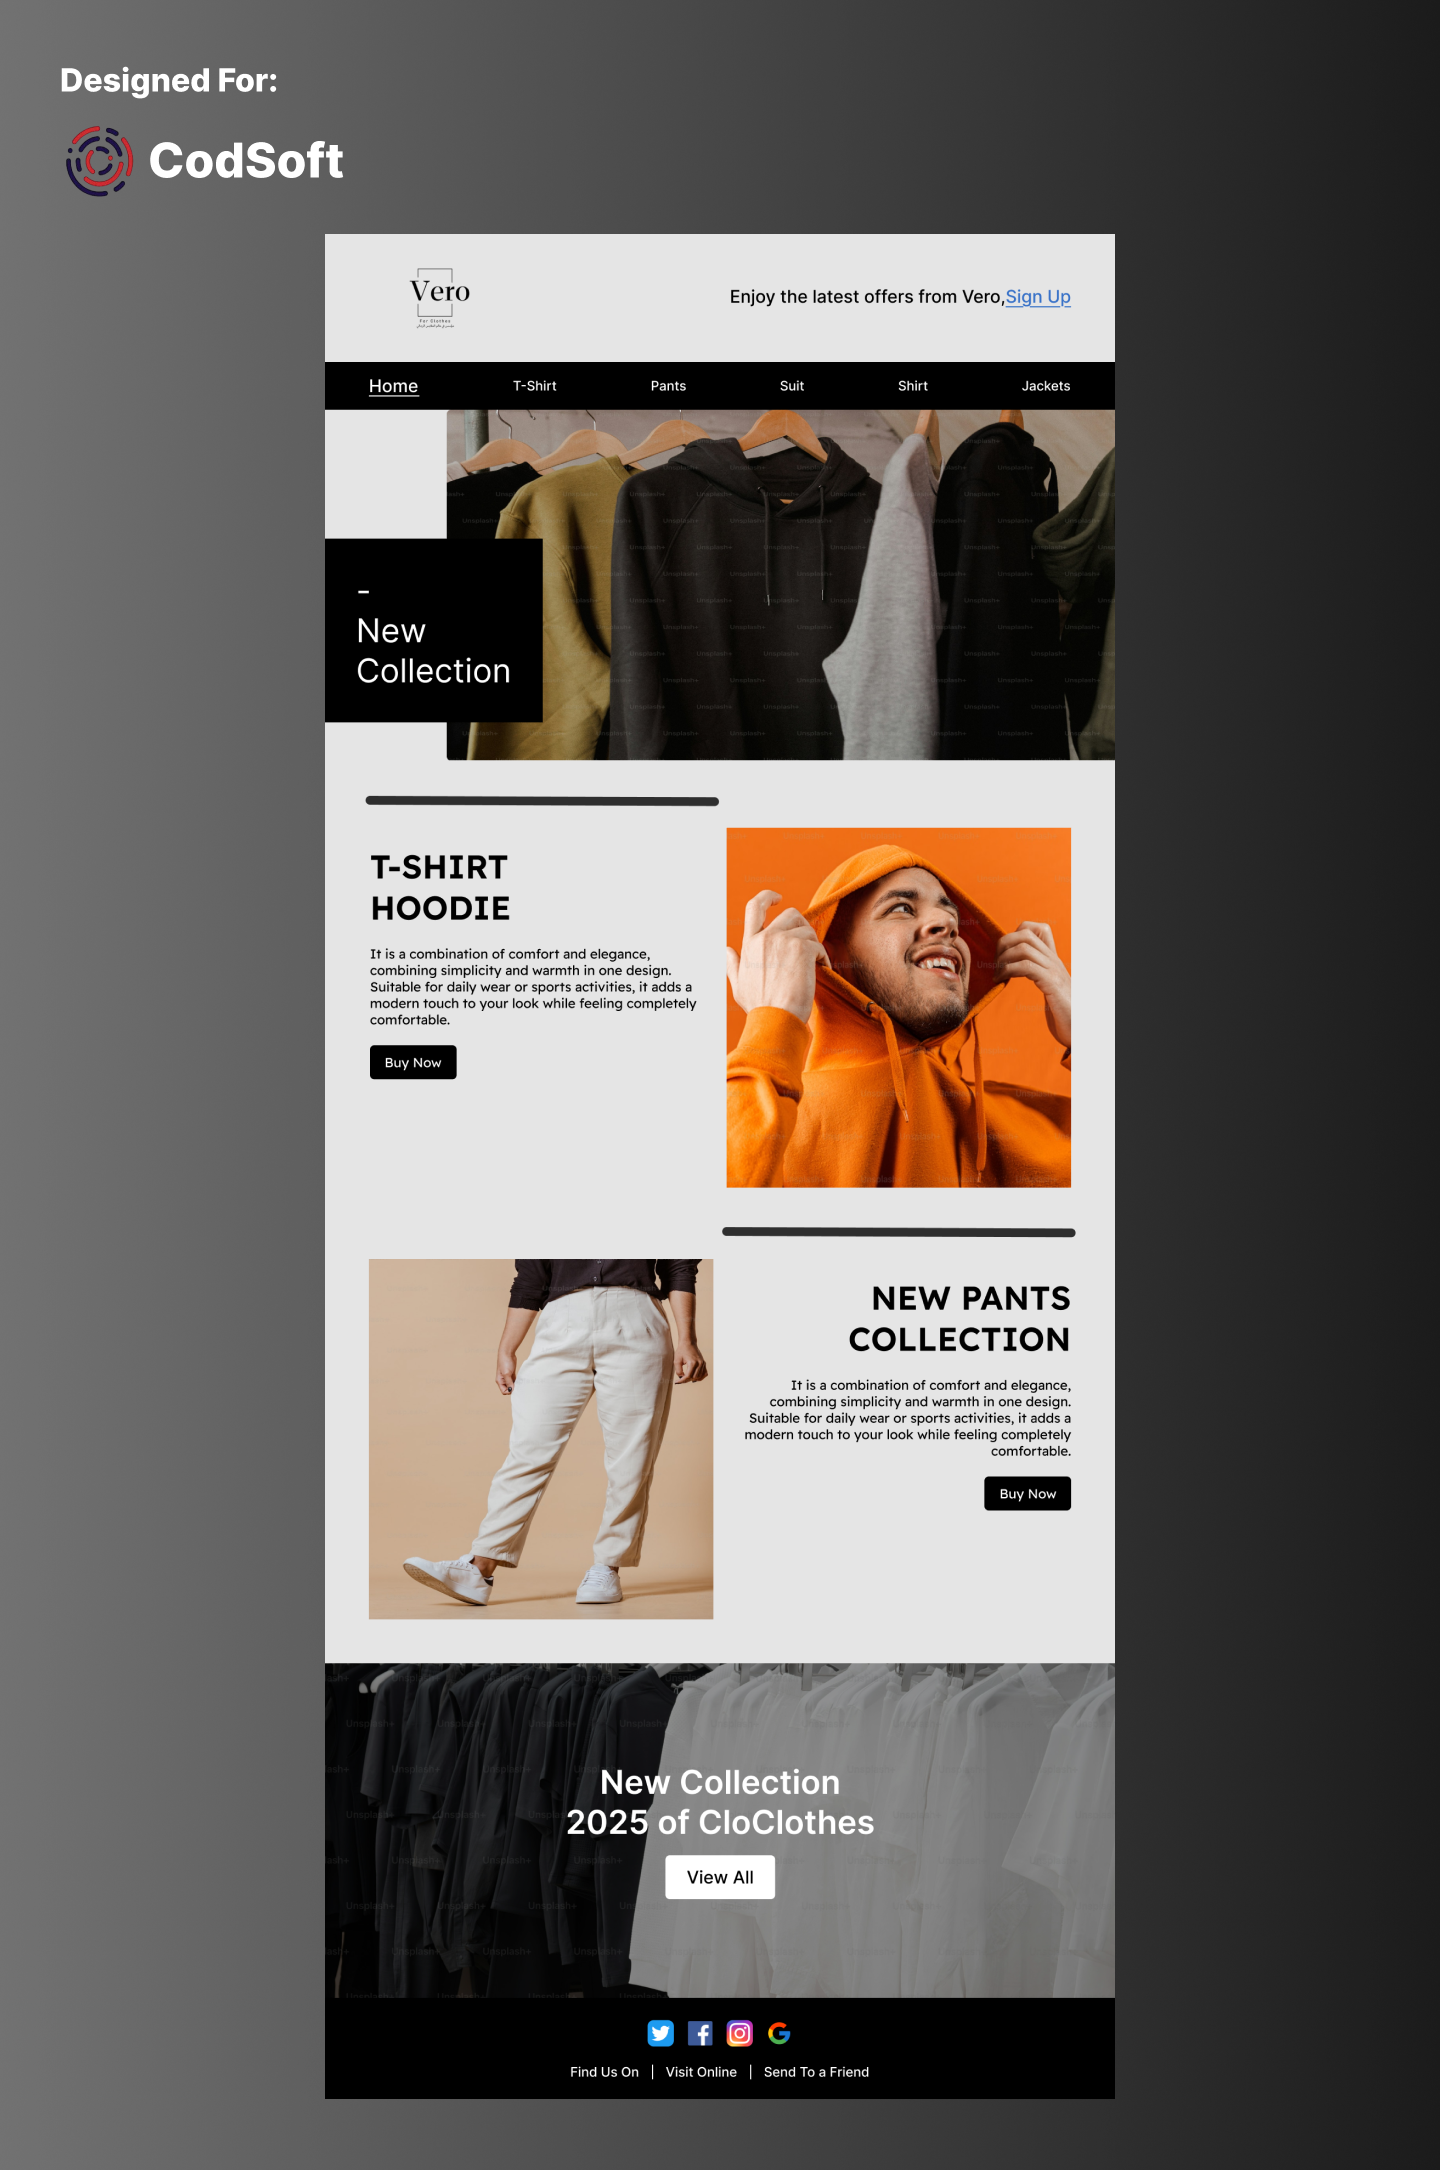 Designed For:
CodSoft
Vero
For Clothes
Enjoy the latest offers from Vero,Sign Up
Home T-Shirt Pants Suit Shirt Jackets
-
New
Collection
T-SHIRT
HOODIE
It is a combination of comfort and elegance,
combining simplicity and warmth in one design.
Suitable for daily wear or sports activities, it adds a
modern touch to your look while feeling completely
comfortable.
Buy Now
NEW PANTS
COLLECTION
It is a combination of comfort and elegance,
combining simplicity and warmth in one design.
Suitable for daily wear or sports activities, it adds a
modern touch to your look while feeling completely
comfortable.
Buy Now
New Collection
2025 of CloClothes
View All
Find Us On | Visit Online | Send To a Friend